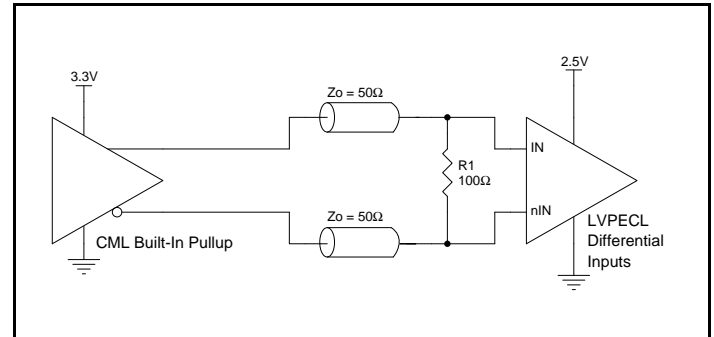 3.3V
2.5V
Zo = 50Ω
IN
R1
100Ω
nIN
Zo = 50Ω
CML Built-In Pullup
LVPECL
Differential
Inputs